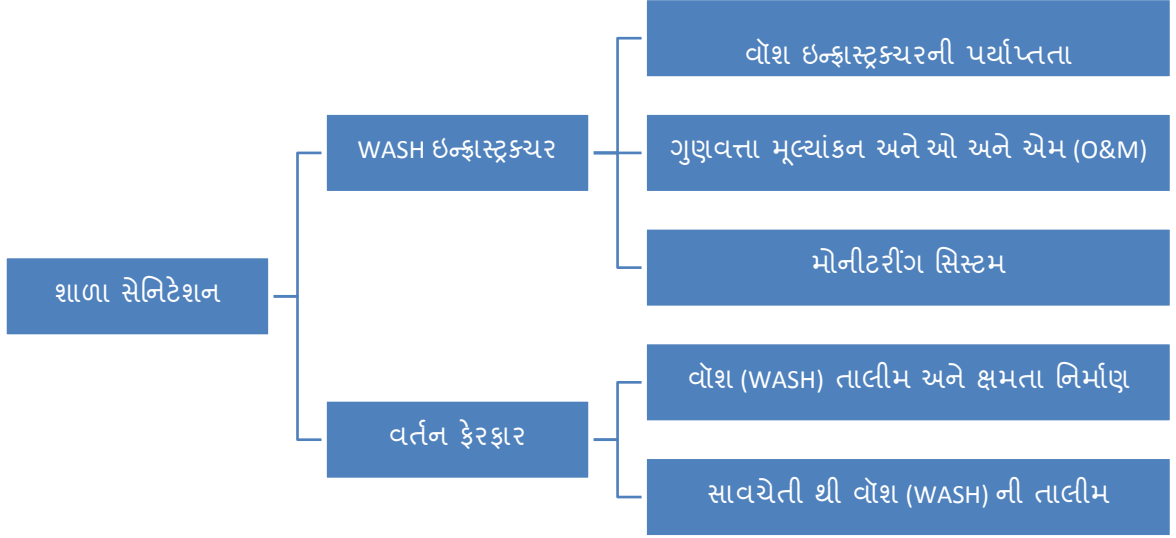 શાળા સેનિટેશન
WASH ઇન્ફ્રાસ્ટ્રક્ચર
વૉશ ઇન્ફ્રાસ્ટ્રક્ચરની પર્યાપ્તતા
ગુણવત્તા મૂલ્યાંકન અને ઓ અને એમ (O&M)
મોનીટરીંગ સિસ્ટમ
વર્તન ફેરફાર
વૉશ (WASH) તાલીમ અને ક્ષમતા નિર્માણ
સાવચેતી થી વૉશ (WASH) ની તાલીમ